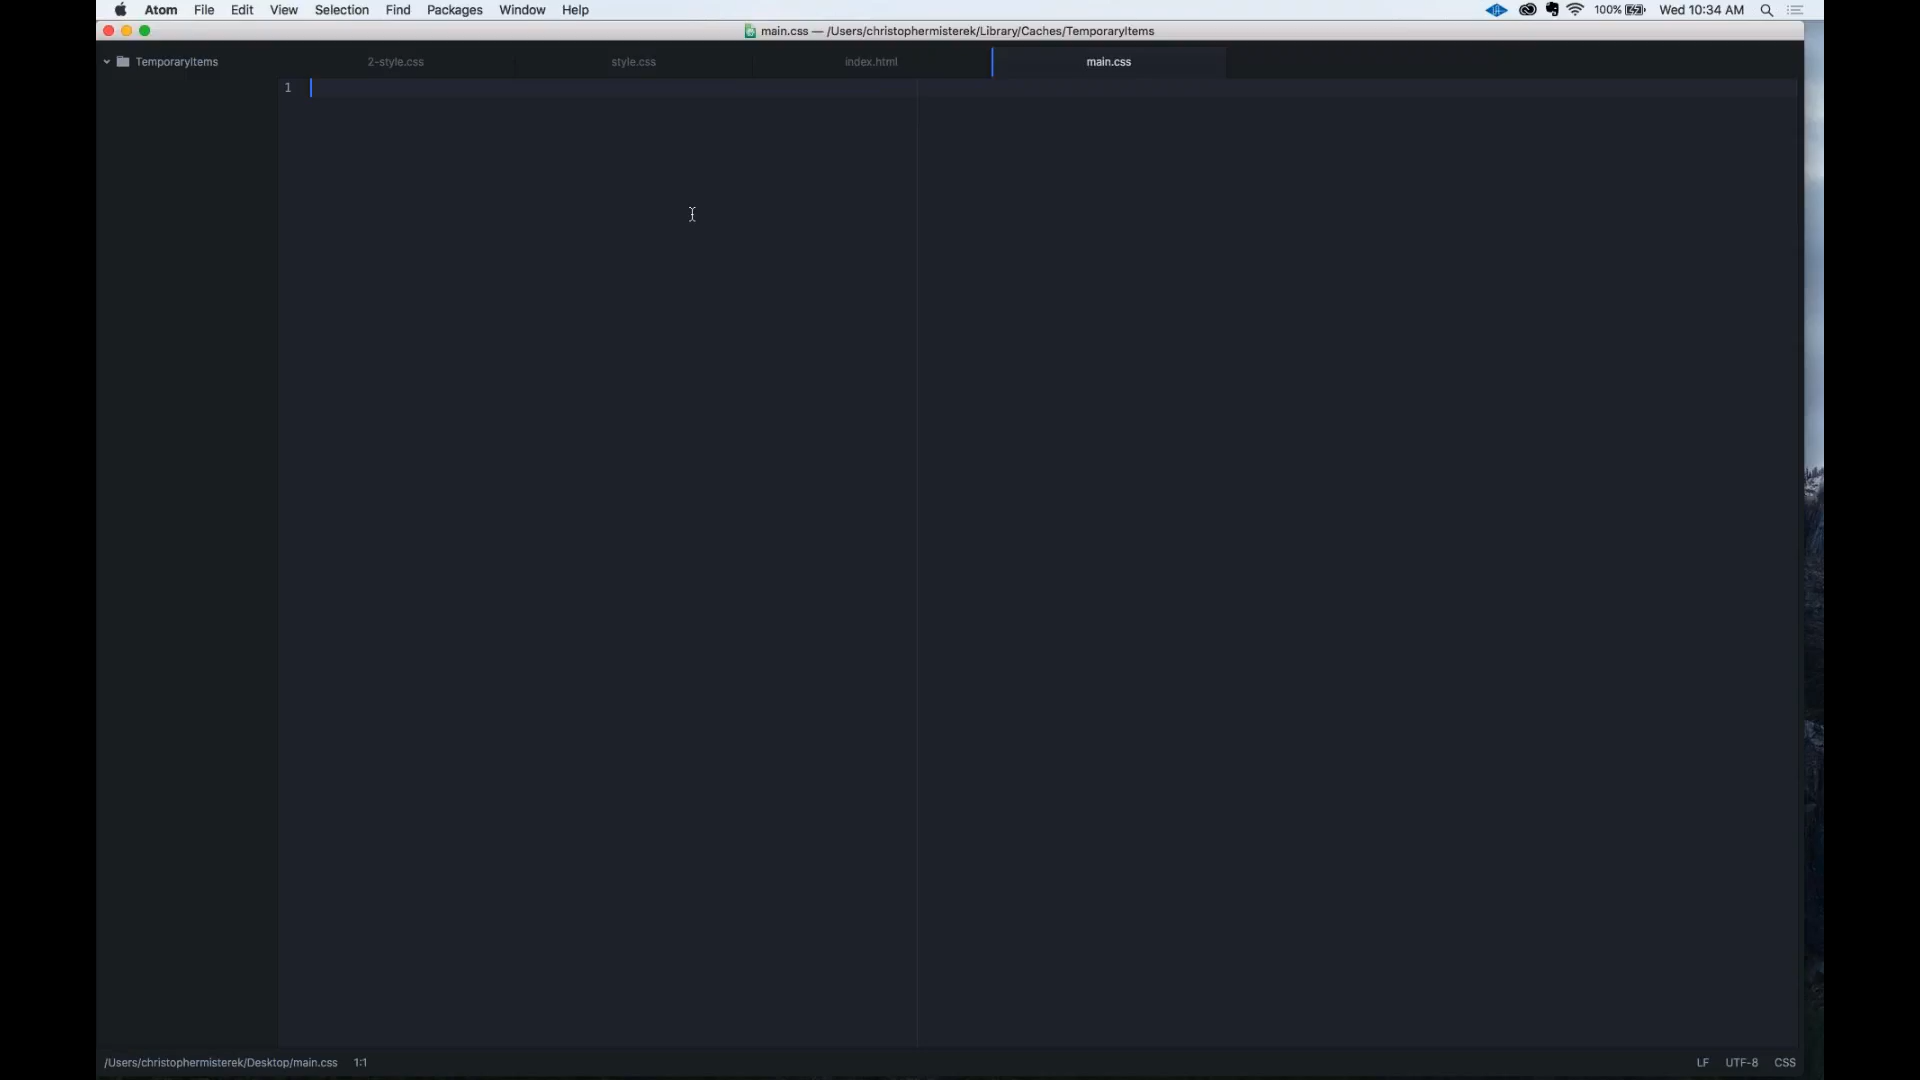 Atom File Edit View Selection Find Packages Window Help 100% Wed 10:34 AM
main.css — /Users/christophermisterek/Library/Caches/TemporaryItems
TemporaryItems 2-style.css style.css index.html main.css
1
/Users/christophermisterek/Desktop/main.css 1:1 LF UTF-8 CSS